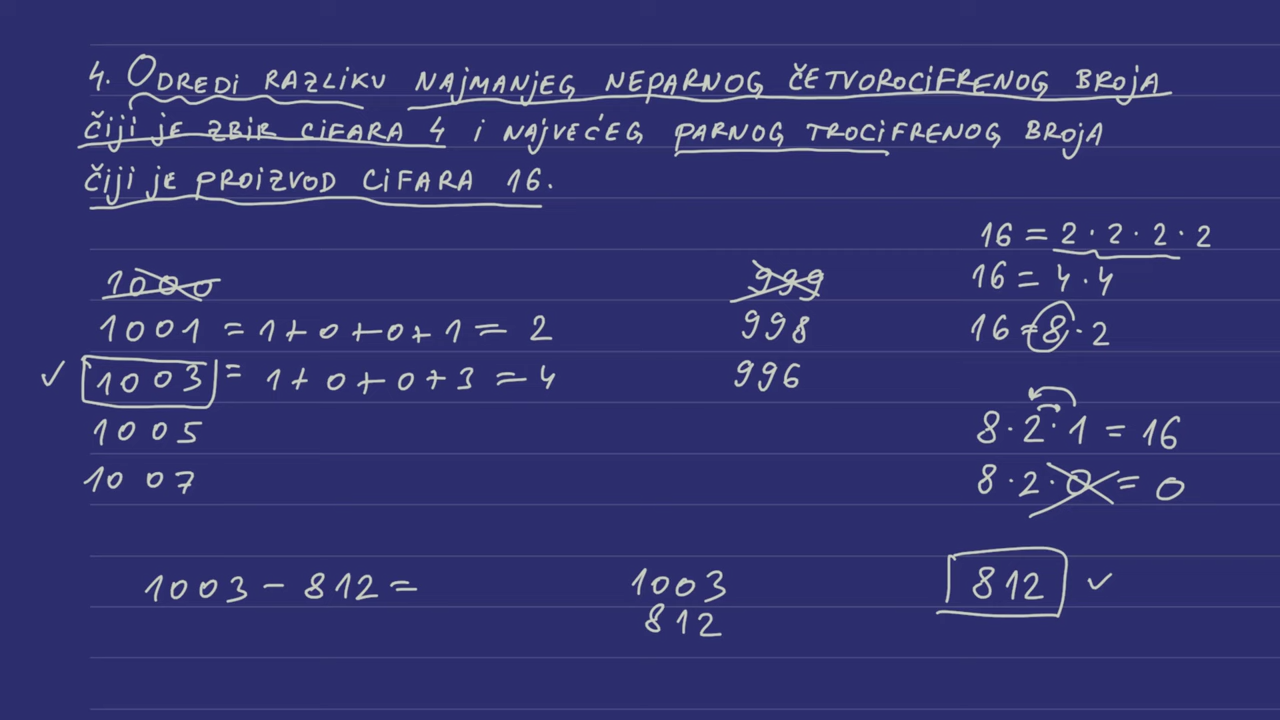 4. ODREDI RAZLIKU NAJMANJEG NEPARNOG ČETVOROCIFRENOG BROJA
ČIJI JE ZBIR CIFARA 4 I NAJVEĆEG PARNOG TROCIFRENOG BROJA
ČIJI JE PROIZVOD CIFARA 16.
1000
1001 = 1+0+0+1 = 2
✓ 1003 = 1+0+0+3 = 4
1005
1007
999
998
996
16 = 2·2·2·2
16 = 4·4
16 = 8·2
8·2·1 = 16
8·2·0 = 0
812 ✓
1003 - 812 =
1003
812